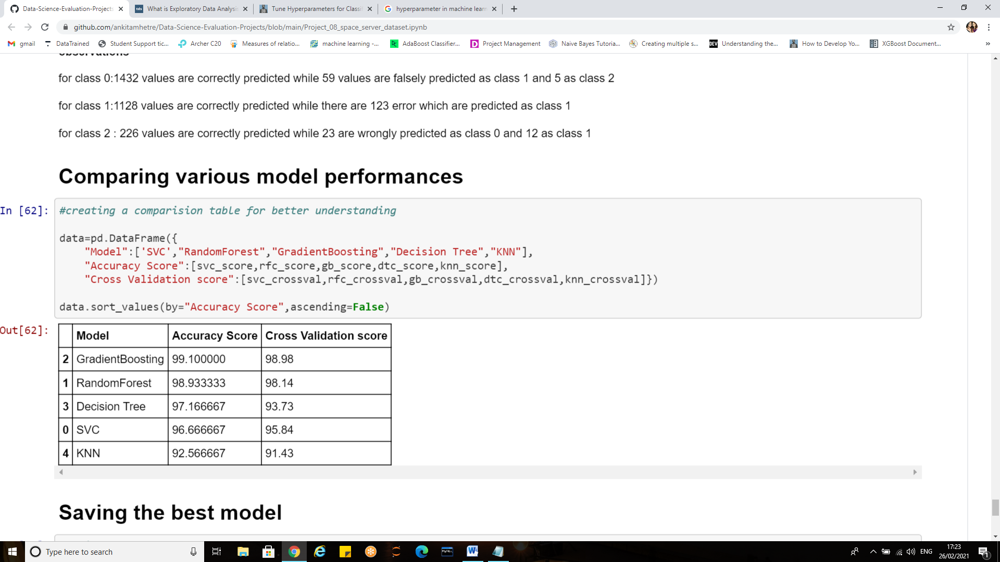 Data-Science-Evaluation-Projects
What is Exploratory Data Analysis
Tune Hyperparameters for Classif
hyperparameter in machine learn
github.com/ankitamhetre/Data-Science-Evaluation-Projects/blob/main/Project_08_space_server_dataset.ipynb
gmail
DataTrained
Student Support tic...
Archer C20
Measures of relatio...
machine learning -...
AdaBoost Classifier...
Project Management
Naive Bayes Tutoria...
Creating multiple s...
Understanding the...
How to Develop Yo...
XGBoost Document...
»
observations
for class 0:1432 values are correctly predicted while 59 values are falsely predicted as class 1 and 5 as class 2
for class 1:1128 values are correctly predicted while there are 123 error which are predicted as class 1
for class 2 : 226 values are correctly predicted while 23 are wrongly predicted as class 0 and 12 as class 1
Comparing various model performances
In [62]:
#creating a comparision table for better understanding
data=pd.DataFrame({
"Model":['SVC',"RandomForest","GradientBoosting","Decision Tree","KNN"],
"Accuracy Score":[svc_score,rfc_score,gb_score,dtc_score,knn_score],
"Cross Validation score":[svc_crossval,rfc_crossval,gb_crossval,dtc_crossval,knn_crossval]})
data.sort_values(by="Accuracy Score",ascending=False)
Out[62]:
Model Accuracy Score Cross Validation score
2 GradientBoosting 99.100000 98.98
1 RandomForest 98.933333 98.14
3 Decision Tree 97.166667 93.73
0 SVC 96.666667 95.84
4 KNN 92.566667 91.43
Saving the best model
Type here to search
ENG
17:23
26/02/2021
1